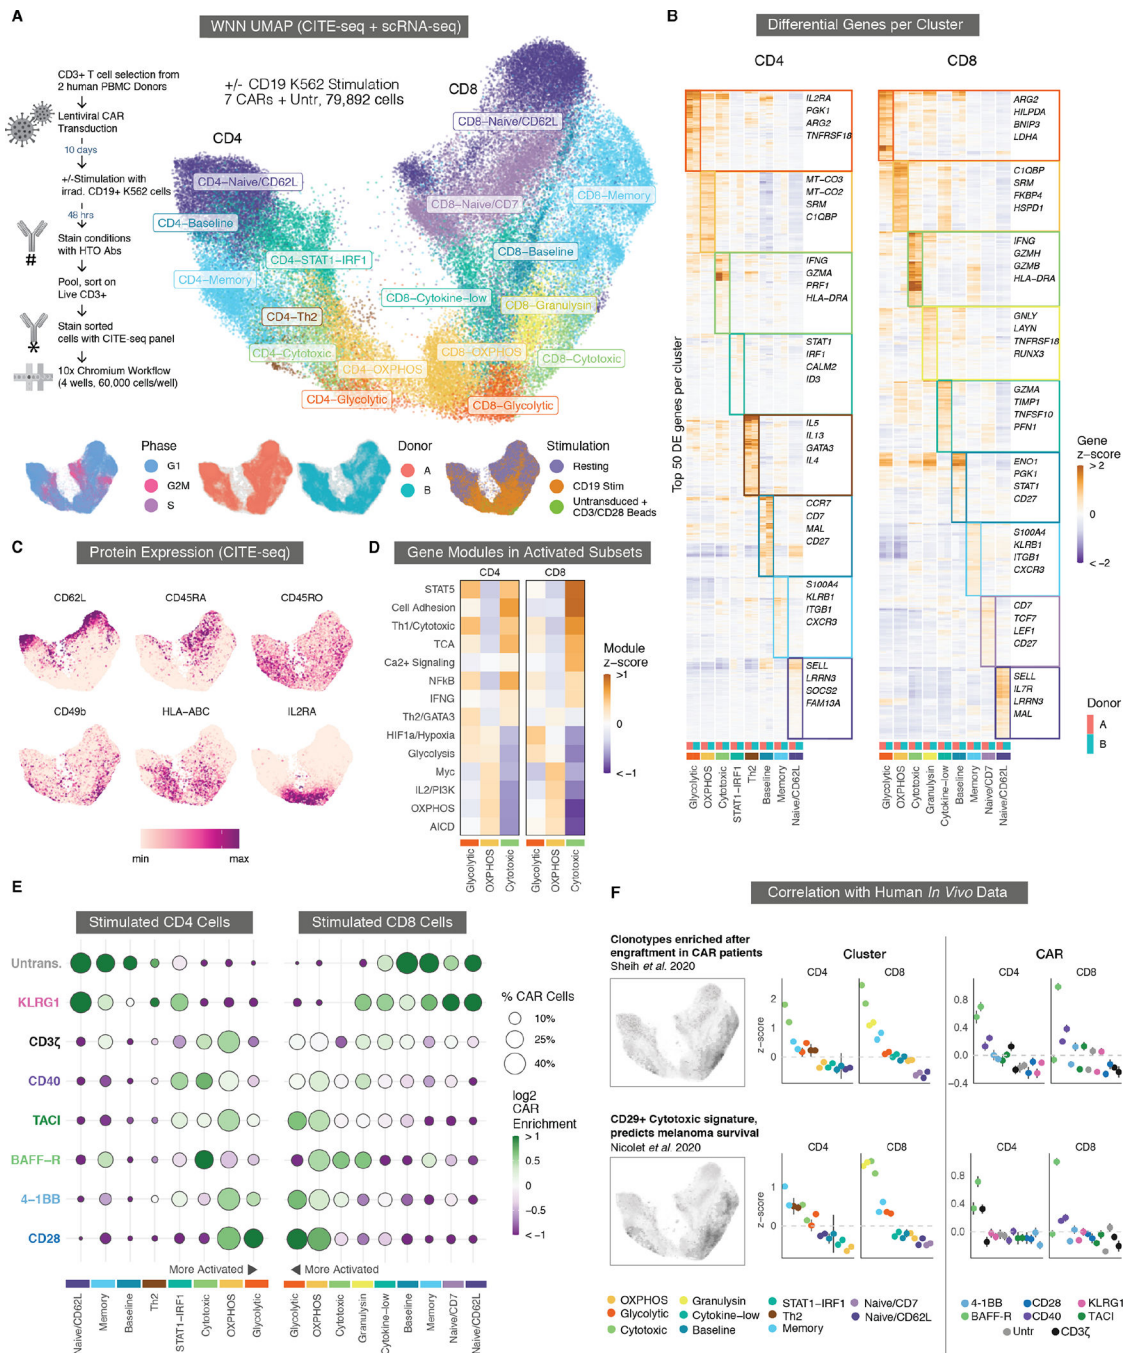 A
WNN UMAP (CITE-seq + scRNA-seq)
CD3+ T cell selection from
2 human PBMC Donors
Lentiviral CAR
Transduction
10 days
+/-Stimulation with
irrad. CD19+ K562 cells
48 hrs
Stain conditions
with HTO Abs
#
Pool, sort on
Live CD3+
Stain sorted
cells with CITE-seq panel
*
10x Chromium Workflow
(4 wells, 60,000 cells/well)
+/- CD19 K562 Stimulation
7 CARs + Untr, 79,892 cells
CD4
CD8
CD8-Naive/CD62L
CD4-Naive/CD62L
CD8-Memory
CD8-Naive/CD7
CD4-Baseline
CD8-Baseline
CD4-STAT1-IRF1
CD4-Memory
CD8-Cytokine-low
CD8-Granulysin
CD4-Th2
CD4-Cytotoxic
CD8-OXPHOS
CD8-Cytotoxic
CD4-OXPHOS
CD4-Glycolytic
CD8-Glycolytic
Phase
G1
G2M
S
Donor
A
B
Stimulation
Resting
CD19 Stim
Untransduced +
CD3/CD28 Beads
B
Differential Genes per Cluster
CD4
CD8
Top 50 DE genes per cluster
IL2RA
PGK1
ARG2
TNFRSF18
MT-CO3
MT-CO2
SRM
C1QBP
IFNG
GZMA
PRF1
HLA-DRA
STAT1
IRF1
CALM2
ID3
IL5
IL13
GATA3
IL4
CCR7
CD7
MAL
CD27
S100A4
KLRB1
ITGB1
CXCR3
SELL
LRRN3
SOCS2
FAM13A
ARG2
HILPDA
BNIP3
LDHA
C1QBP
SRM
FKBP4
HSPD1
IFNG
GZMH
GZMB
HLA-DRA
GNLY
LAYN
TNFRSF18
RUNX3
GZMA
TIMP1
TNFSF10
PFN1
ENO1
PGK1
STAT1
CD27
S100A4
KLRB1
ITGB1
CXCR3
CD7
TCF7
LEF1
CD27
SELL
IL7R
LRRN3
MAL
Gene
z-score
> 2
0
< -2
Donor
A
B
Glycolytic
OXPHOS
Cytotoxic
STAT1-IRF1
Th2
Baseline
Memory
Naive/CD62L
Glycolytic
OXPHOS
Cytotoxic
Granulysin
Cytokine-low
Baseline
Memory
Naive/CD7
Naive/CD62L
C
Protein Expression (CITE-seq)
CD62L
CD45RA
CD45RO
CD49b
HLA-ABC
IL2RA
min
max
D
Gene Modules in Activated Subsets
CD4
CD8
STAT5
Cell Adhesion
Th1/Cytotoxic
TCA
Ca2+ Signaling
NFkB
IFNG
Th2/GATA3
HIF1a/Hypoxia
Glycolysis
Myc
IL2/PI3K
OXPHOS
AICD
Module
z-score
>1
0
< -1
Glycolytic
OXPHOS
Cytotoxic
Glycolytic
OXPHOS
Cytotoxic
E
Stimulated CD4 Cells
Stimulated CD8 Cells
Untrans.
KLRG1
CD3ζ
CD40
TACI
BAFF-R
4-1BB
CD28
More Activated
More Activated
Naive/CD62L
Memory
Baseline
Th2
STAT1-IRF1
Cytotoxic
OXPHOS
Glycolytic
Glycolytic
OXPHOS
Cytotoxic
Granulysin
Cytokine-low
Baseline
Memory
Naive/CD7
Naive/CD62L
% CAR Cells
10%
25%
40%
log2
CAR
Enrichment
> 1
0
< -1
F
Correlation with Human In Vivo Data
Clonotypes enriched after
engraftment in CAR patients
Sheih et al. 2020
Cluster
CAR
CD4
CD8
CD4
CD8
z-score
2
1
0
0.8
0.4
0.0
-0.4
CD29+ Cytotoxic signature,
predicts melanoma survival
Nicolet et al. 2020
CD4
CD8
CD4
CD8
z-score
1
0
0.8
0.4
0.0
OXPHOS
Glycolytic
Cytotoxic
Granulysin
Cytokine-low
Baseline
STAT1-IRF1
Th2
Memory
Naive/CD7
Naive/CD62L
4-1BB
BAFF-R
CD28
CD40
KLRG1
TACI
Untr
CD3ζ